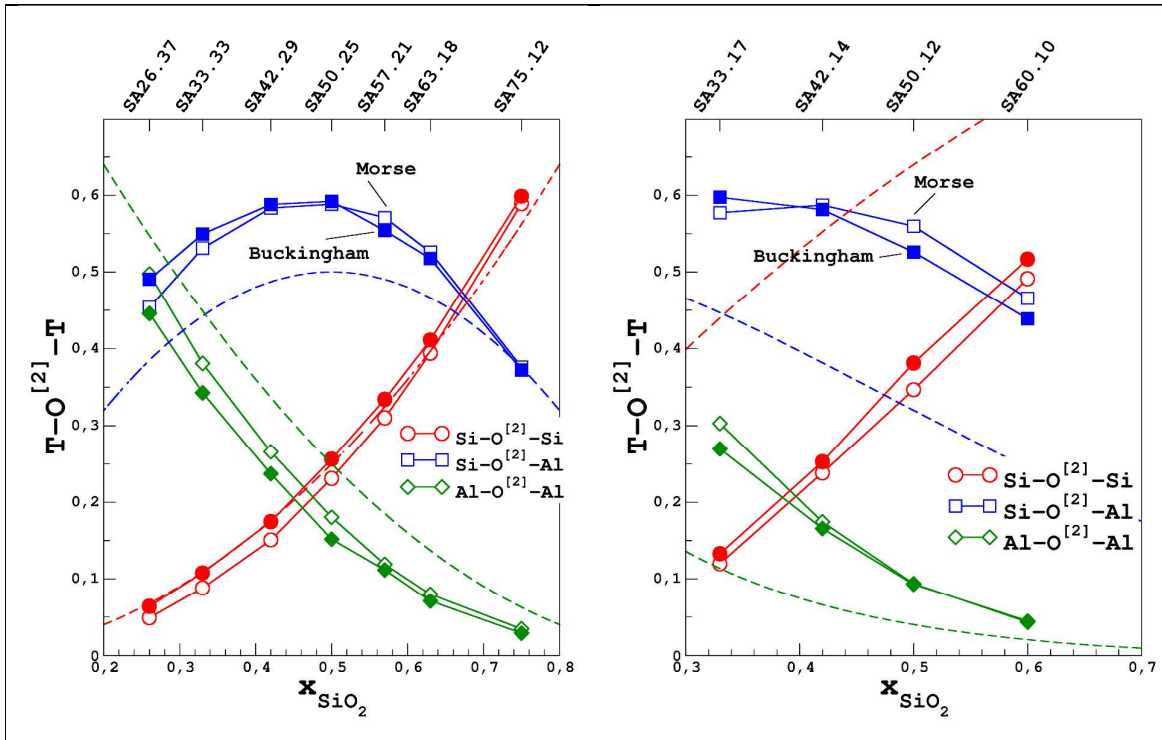 SA26.37
SA33.33
SA42.29
SA50.25
SA57.21
SA63.18
SA75.12
T-O[2]-T
0,6
0,5
0,4
0,3
0,2
0,1
0
Morse
Buckingham
Si-O[2]-Si
Si-O[2]-Al
Al-O[2]-Al
0,2 0,3 0,4 0,5 0,6 0,7 0,8
xSiO2
SA33.17
SA42.14
SA50.12
SA60.10
T-O[2]-T
0,6
0,5
0,4
0,3
0,2
0,1
0
Morse
Buckingham
Si-O[2]-Si
Si-O[2]-Al
Al-O[2]-Al
0,3 0,4 0,5 0,6 0,7
xSiO2